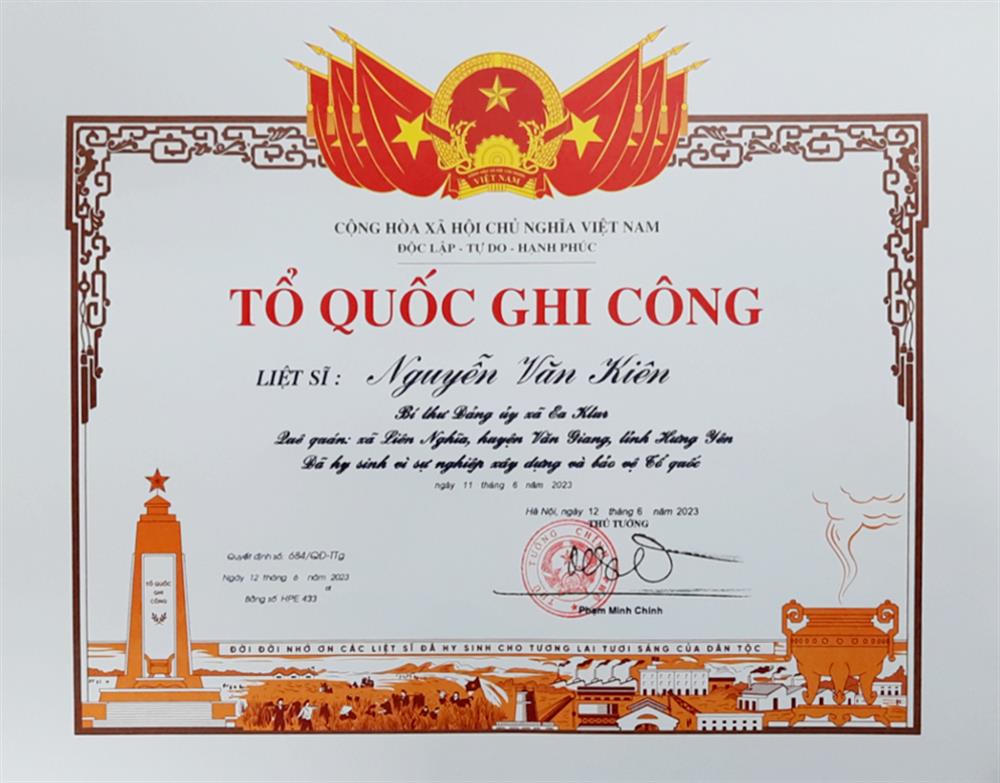 VIỆT NAM
CỘNG HÒA XÃ HỘI CHỦ NGHĨA VIỆT NAM
ĐỘC LẬP - TỰ DO - HẠNH PHÚC
TỔ QUỐC GHI CÔNG
LIỆT SĨ : Nguyễn Văn Kiên
Bí thư Đảng ủy xã Ea Ktur
Quê quán: xã Liên Nghĩa, huyện Văn Giang, tỉnh Hưng Yên
Đã hy sinh vì sự nghiệp xây dựng và bảo vệ Tổ quốc
ngày 11 tháng 6 năm 2023
Hà Nội, ngày 12 tháng 6 năm 2023
THỦ TƯỚNG
THỦ TƯỚNG CHÍNH
Phạm Minh Chính
Quyết định số: 684/QĐ-TTg
Ngày 12 tháng 6 năm 2023
Bằng số HPE 433
TỔ QUỐC
GHI
CÔNG
ĐỜI ĐỜI NHỚ ƠN CÁC LIỆT SĨ ĐÃ HY SINH CHO TƯƠNG LAI TƯƠI SÁNG CỦA DÂN TỘC